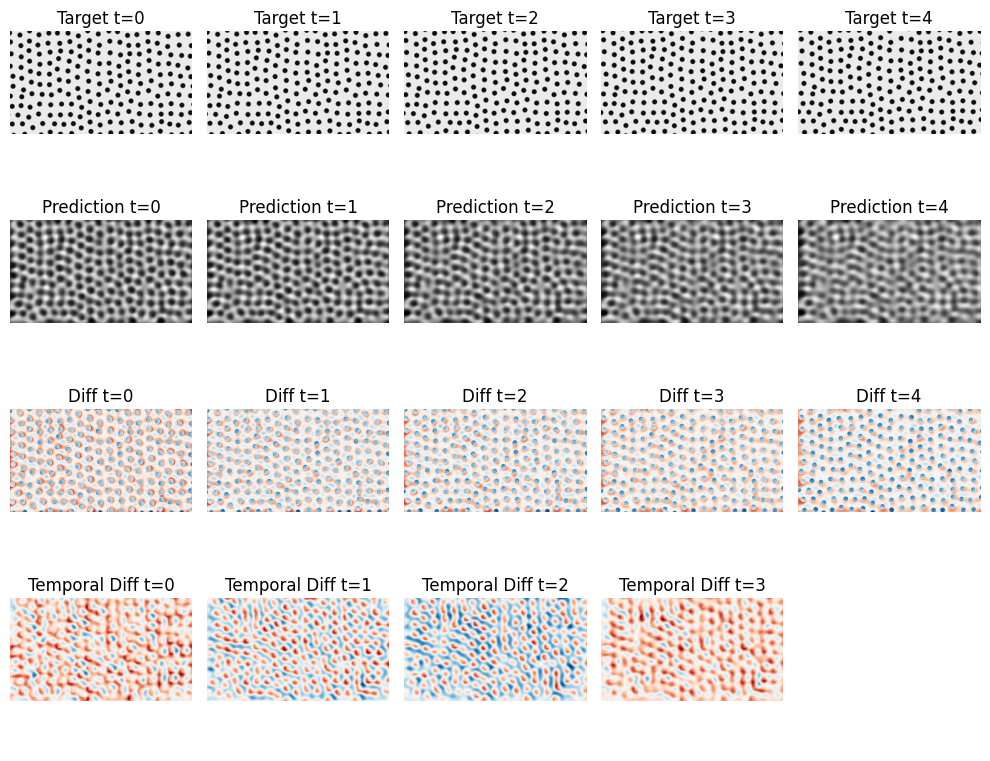 Target t=0 Target t=1 Target t=2 Target t=3 Target t=4
Prediction t=0 Prediction t=1 Prediction t=2 Prediction t=3 Prediction t=4
Diff t=0 Diff t=1 Diff t=2 Diff t=3 Diff t=4
Temporal Diff t=0 Temporal Diff t=1 Temporal Diff t=2 Temporal Diff t=3